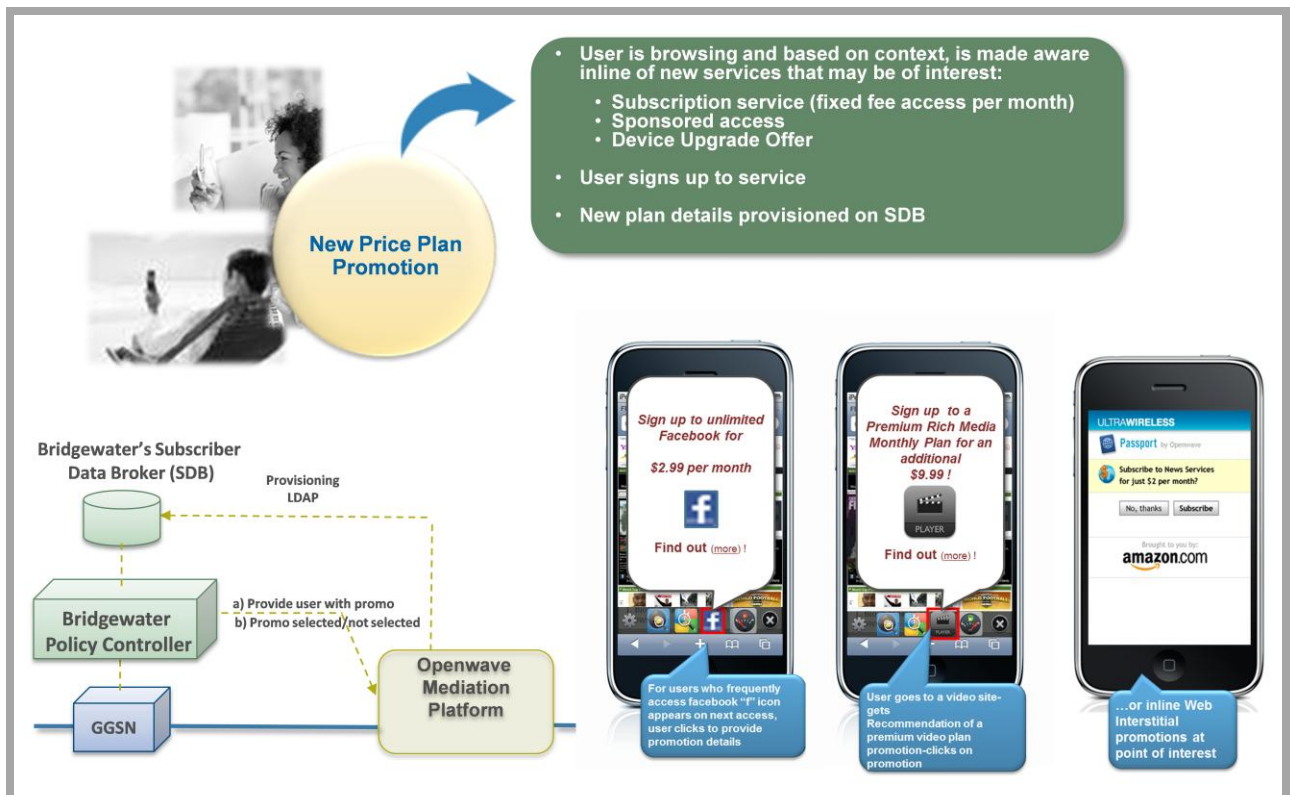 • User is browsing and based on context, is made aware
inline of new services that may be of interest:
• Subscription service (fixed fee access per month)
• Sponsored access
• Device Upgrade Offer
• User signs up to service
• New plan details provisioned on SDB
New Price Plan
Promotion
Bridgewater's Subscriber
Data Broker (SDB)
Provisioning
LDAP
Bridgewater
Policy Controller
a) Provide user with promo
b) Promo selected/not selected
Openwave
Mediation
Platform
GGSN
Sign up to unlimited
Facebook for
$2.99 per month
f
Find out (more) !
f
For users who frequently
access facebook "f" icon
appears on next access,
user clicks to provide
promotion details
Sign up to a
Premium Rich Media
Monthly Plan for an
additional
$9.99 !
PLAYER
Find out (more) !
PLAYER
User goes to a video site-
gets
Recommendation of a
premium video plan
promotion-clicks on
promotion
ULTRAWIRELESS
Passport by Openwave
Subscribe to News Services
for just $2 per month?
No, thanks Subscribe
Brought to you by:
amazon.com
...or inline Web
Interstitial
promotions at
point of interest